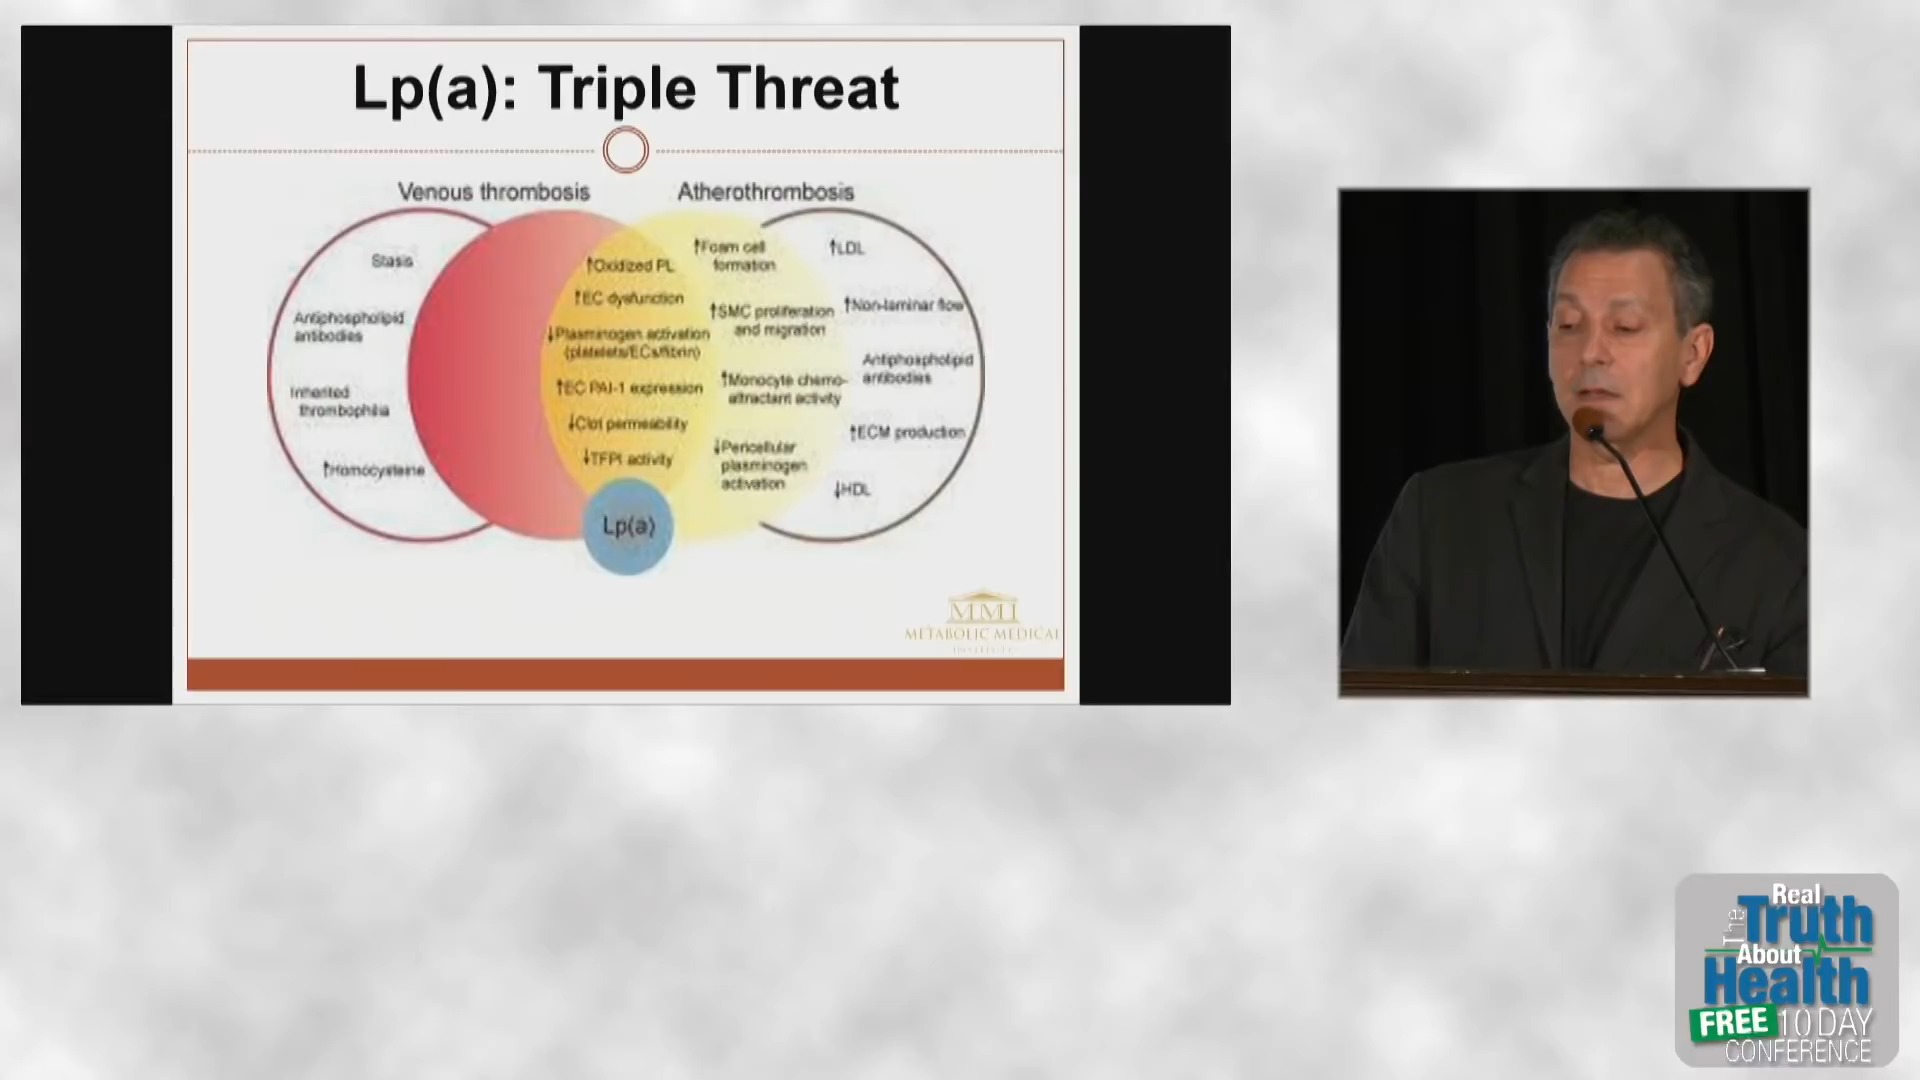 Lp(a): Triple Threat
Venous thrombosis
Atherothrombosis
Stasis
Antiphospholipid
antibodies
Inherited
thrombophilia
↑Homocysteine
↑Oxidized PL
↑EC dysfunction
↓Plasminogen activation
(platelets/ECs/fibrin)
↑EC PAI-1 expression
↓Clot permeability
↓TFPI activity
↑Foam cell
formation
↑SMC proliferation
and migration
↑Monocyte chemo-
attractant activity
↓Pericellular
plasminogen
activation
↑LDL
↑Non-laminar flow
Antiphospholipid
antibodies
↑ECM production
↓HDL
Lp(a)
MMI
METABOLIC MEDICAL
INSTITUTE
The Real
Truth
About
Health
FREE 10 DAY
CONFERENCE